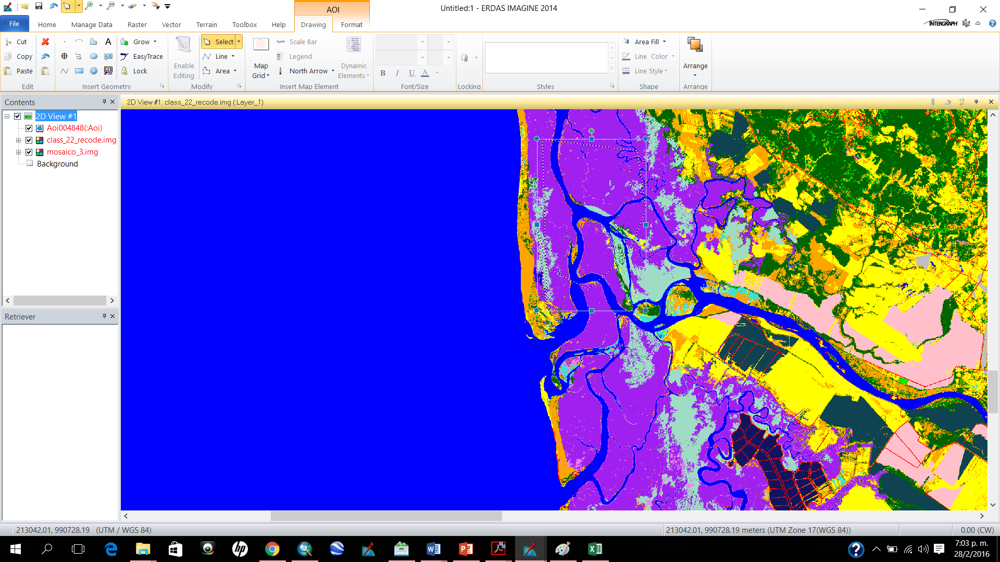 Untitled:1 - ERDAS IMAGINE 2014
AOI
File Home Manage Data Raster Vector Terrain Toolbox Help Drawing Format
INTERGRAPH
Cut
Copy
Paste
Edit
A
Grow
EasyTrace
Lock
Insert Geometry
Enable
Editing
Select
Line
Area
Modify
Map
Grid
Scale Bar
Legend
North Arrow
Dynamic
Elements
Insert Map Element
B I U A
Font/Size
Locking
Styles
Area Fill
Line Color
Line Style
Shape
Arrange
Arrange
Contents
2D View #1
Aoi004848(:Aoi)
class_22_recode.img
mosaico_3.img
Background
Retriever
2D View #1: class_22_recode.img (:Layer_1)
213042.01, 990728.19 (UTM / WGS 84)
213042.01, 990728.19 meters (UTM Zone 17(WGS 84))
0.00 (CW)
7:03 p. m.
28/2/2016